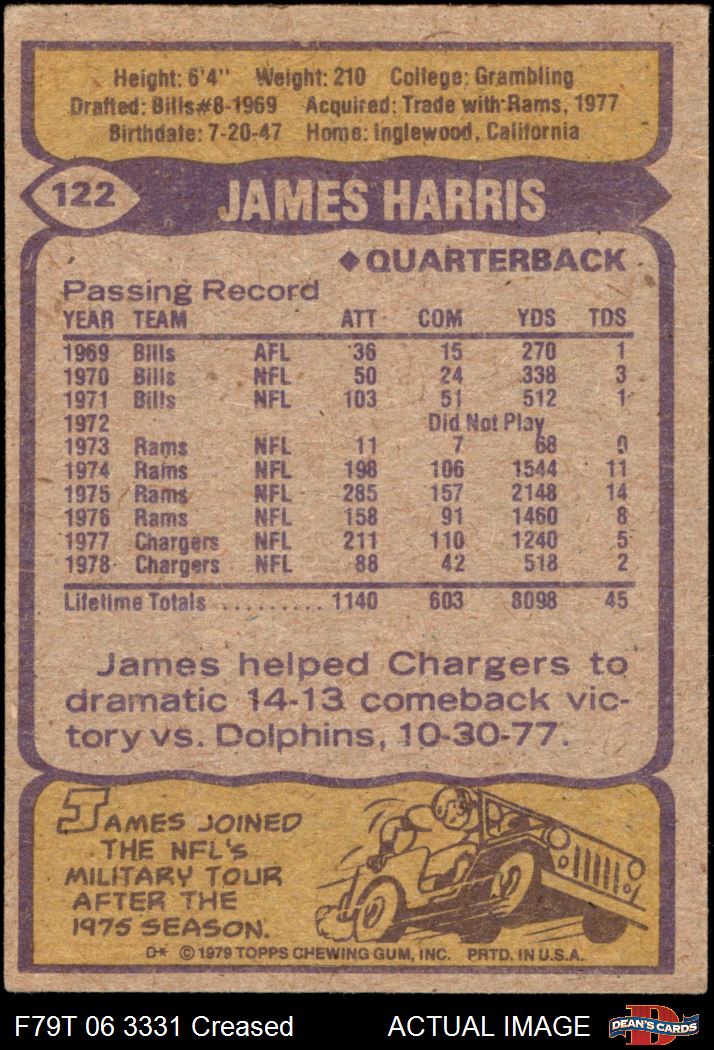 Height: 6'4" Weight: 210 College: Grambling
Drafted: Bills #8-1969 Acquired: Trade with Rams, 1977
Birthdate: 7-20-47 Home: Inglewood, California
122 JAMES HARRIS
◆QUARTERBACK
Passing Record
YEAR TEAM ATT COM YDS TDS
1969 Bills AFL 36 15 270 1
1970 Bills NFL 50 24 338 3
1971 Bills NFL 103 51 512 1
1972 Did Not Play
1973 Rams NFL 11 7 68 0
1974 Rams NFL 198 106 1544 11
1975 Rams NFL 285 157 2148 14
1976 Rams NFL 158 91 1460 8
1977 Chargers NFL 211 110 1240 5
1978 Chargers NFL 88 42 518 2
Lifetime Totals ......... 1140 603 8098 45
James helped Chargers to
dramatic 14-13 comeback vic-
tory vs. Dolphins, 10-30-77.
JAMES JOINED
THE NFL'S
MILITARY TOUR
AFTER THE
1975 SEASON.
D* © 1979 TOPPS CHEWING GUM, INC. PRTD. IN U.S.A.
F79T 06 3331 Creased ACTUAL IMAGE DEAN'S CARDS